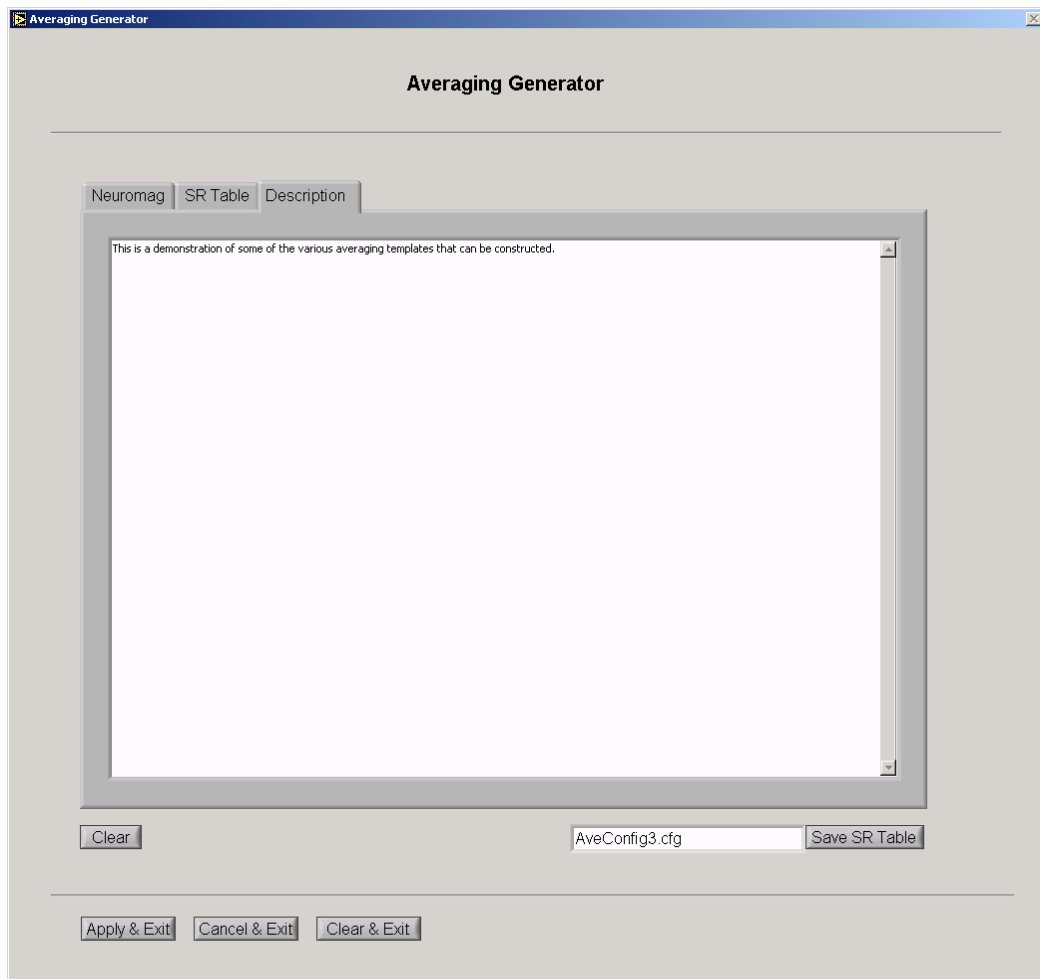 Averaging Generator
Averaging Generator
Neuromag SR Table Description
This is a demonstration of some of the various averaging templates that can be constructed.
Clear AveConfig3.cfg Save SR Table
Apply & Exit Cancel & Exit Clear & Exit